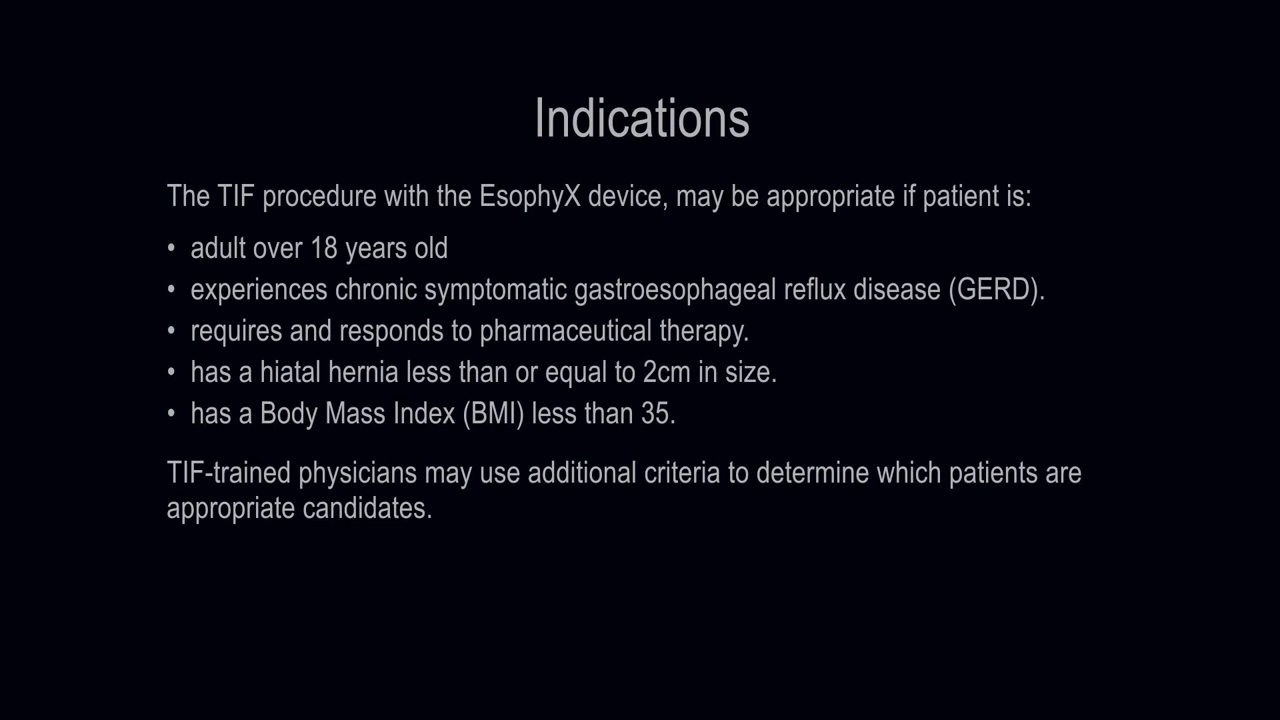 Indications
The TIF procedure with the EsophyX device, may be appropriate if patient is:
• adult over 18 years old
• experiences chronic symptomatic gastroesophageal reflux disease (GERD).
• requires and responds to pharmaceutical therapy.
• has a hiatal hernia less than or equal to 2cm in size.
• has a Body Mass Index (BMI) less than 35.
TIF-trained physicians may use additional criteria to determine which patients are
appropriate candidates.